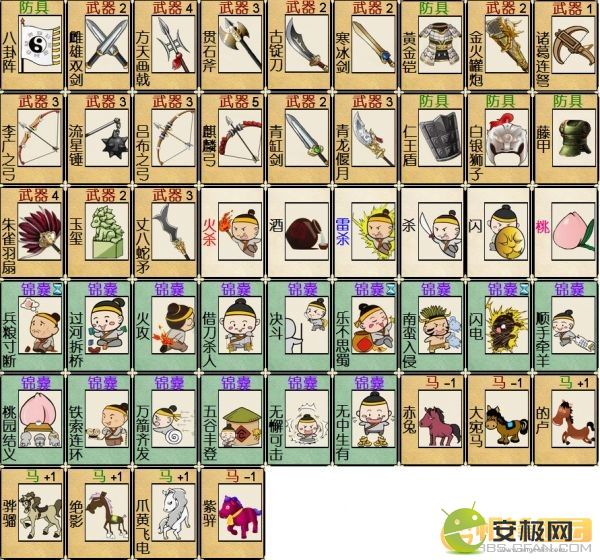 防具
八卦阵
武器 2
雌雄双剑
武器 4
方天画戟
武器 3
贯石斧
武器 2
古锭刀
武器 2
寒冰剑
防具
黄金铠
武器 2
金火罐炮
武器 1
诸葛连弩
武器 3
李广之弓
武器 3
流星锤
武器 3
吕布之弓
武器 5
麒麟弓
武器 2
青缸剑
武器 3
青龙偃月
防具
仁王盾
防具
白银狮子
防具
藤甲
武器 4
朱雀羽扇
武器 2
玉玺
武器 3
丈八蛇矛
火杀
酒
雷杀
杀
闪
桃
锦囊
兵粮寸断
锦囊
过河拆桥
锦囊
火攻
锦囊
借刀杀人
锦囊
决斗
锦囊
乐不思蜀
锦囊
南蛮入侵
锦囊
闪电
锦囊
顺手牵羊
锦囊
桃园结义
锦囊
铁索连环
锦囊
万箭齐发
锦囊
五谷丰登
锦囊
无懈可击
锦囊
无中生有
马 -1
赤兔
马 -1
大宛马
马 +1
的卢
马 +1
骅骝
马 +1
绝影
马 +1
爪黄飞电
马 -1
紫骍
安极网